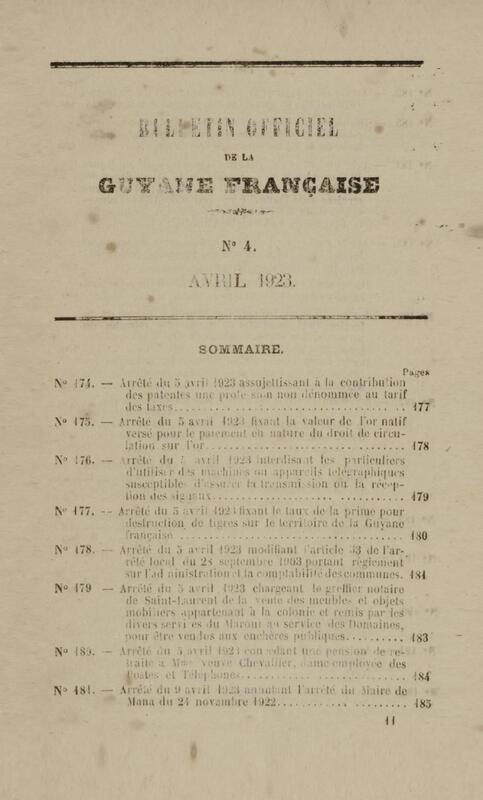 BULLETIN OFFICIEL
DE LA
GUYANE FRANÇAISE
Nº 4.
AVRIL 1923.
SOMMAIRE.
Pages
Nº 174. — Arrêté du 5 avril 1923 assujettissant à la contribution
des patentes une profession non dénommée au tarif
des taxes.......... 177
Nº 175. — Arrêté du 5 avril 1923 fixant la valeur de l'or natif
versé pour le paiement en nature du droit de circu-
lation sur l'or.......... 178
Nº 176. — Arrêté du 5 avril 1923 interdisant les particuliers
d'utiliser des machines ou appareils télégraphiques
susceptibles d'assurer la transmission ou la récep-
tion des signaux.......... 179
Nº 177. -- Arrêté du 5 avril 1923 fixant le taux de la prime pour
destruction de tigres sur le territoire de la Guyane
française.......... 180
Nº 178. — Arrêté du 5 avril 1923 modifiant l'article 33 de l'ar-
rêté local du 28 septembre 1903 portant règlement
sur l'administration et la comptabilité des communes. 181
Nº 179 — Arrêté du 5 avril 1923 chargeant le greffier notaire
de Saint-Laurent de la vente des meubles et objets
mobiliers appartenant à la colonie et remis par les
divers services du Maroni au service des Domaines,
pour être vendus aux enchères publiques.......... 183
Nº 180. — Arrêté du 5 avril 1923 concédant une pension de re-
traite à Mme veuve Chevallier, dame employée des
Postes et Téléphones.......... 184
Nº 181. — Arrêté du 9 avril 1923 annulant l'arrêté du Maire de
Mana du 21 novembre 1922.......... 185
11